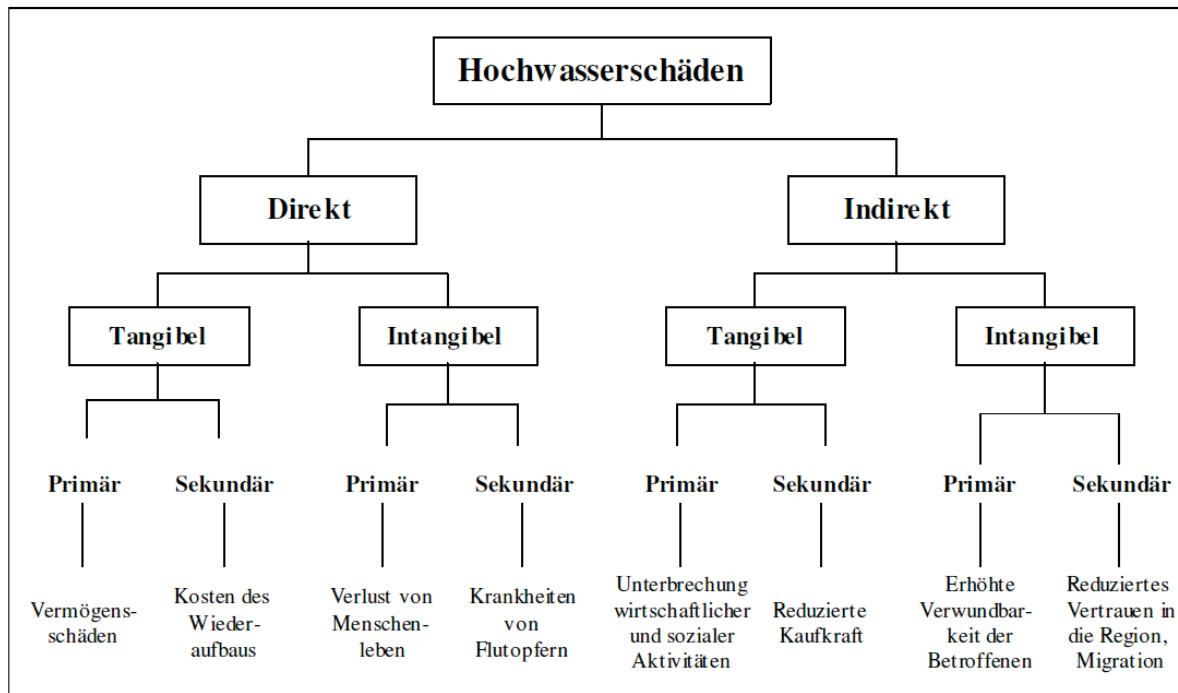 Hochwasserschäden
Direkt
Indirekt
Tangibel
Intangibel
Tangibel
Intangibel
Primär
Sekundär
Primär
Sekundär
Primär
Sekundär
Primär
Sekundär
Vermögens-
schäden
Kosten des
Wieder-
aufbaus
Verlust von
Menschen-
leben
Krankheiten
von
Flutopfern
Unterbrechung
wirtschaftlicher
und sozialer
Aktivitäten
Reduzierte
Kaufkraft
Erhöhte
Verwundbar-
keit der
Betroffenen
Reduziertes
Vertrauen in
die Region,
Migration